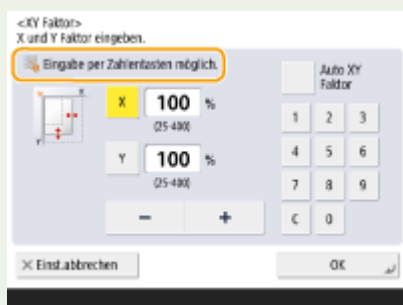 <XY Faktor>
X und Y Faktor eingeben.
Eingabe per Zahlentasten möglich.
X
Y
X 100 %
(25-400)
Y 100 %
(25-400)
- +
Auto XY
Faktor
1 2 3
4 5 6
7 8 9
C 0
× Einst.abbrechen
OK